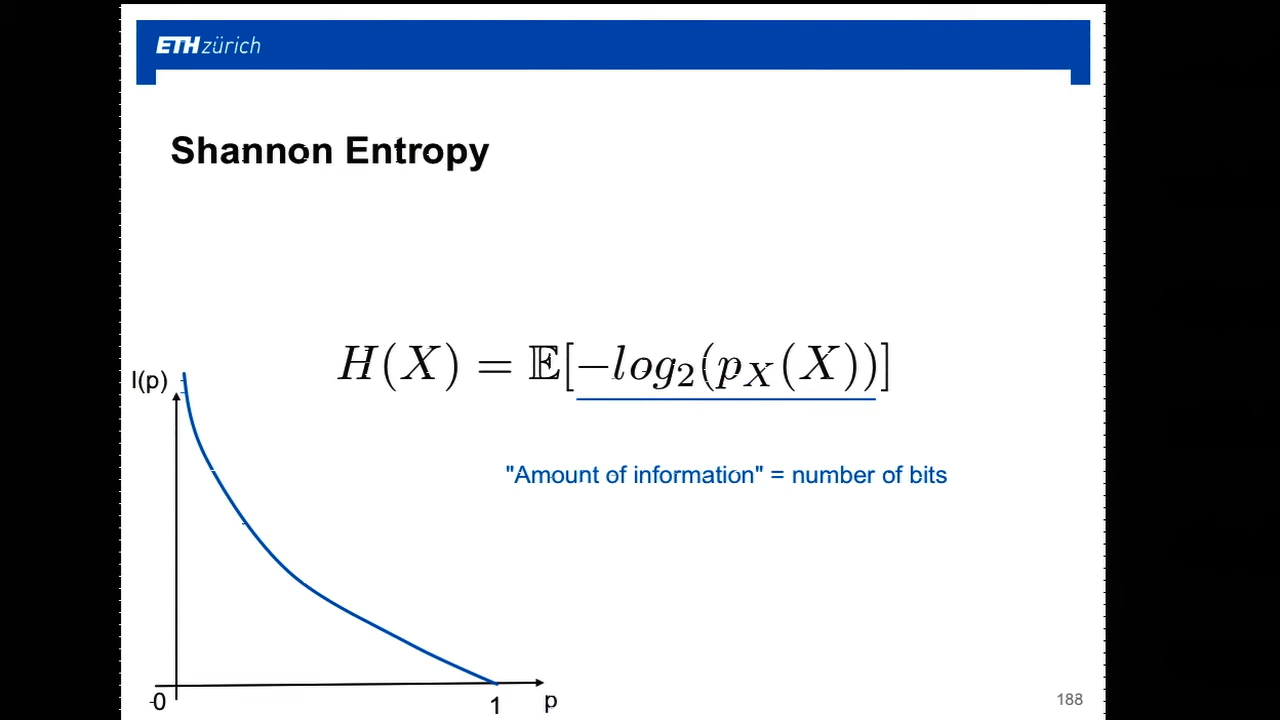 ETH zürich
Shannon Entropy
H(X) = 𝔼[−log₂(p_X(X))]
I(p)
"Amount of information" = number of bits
0
1
p
188